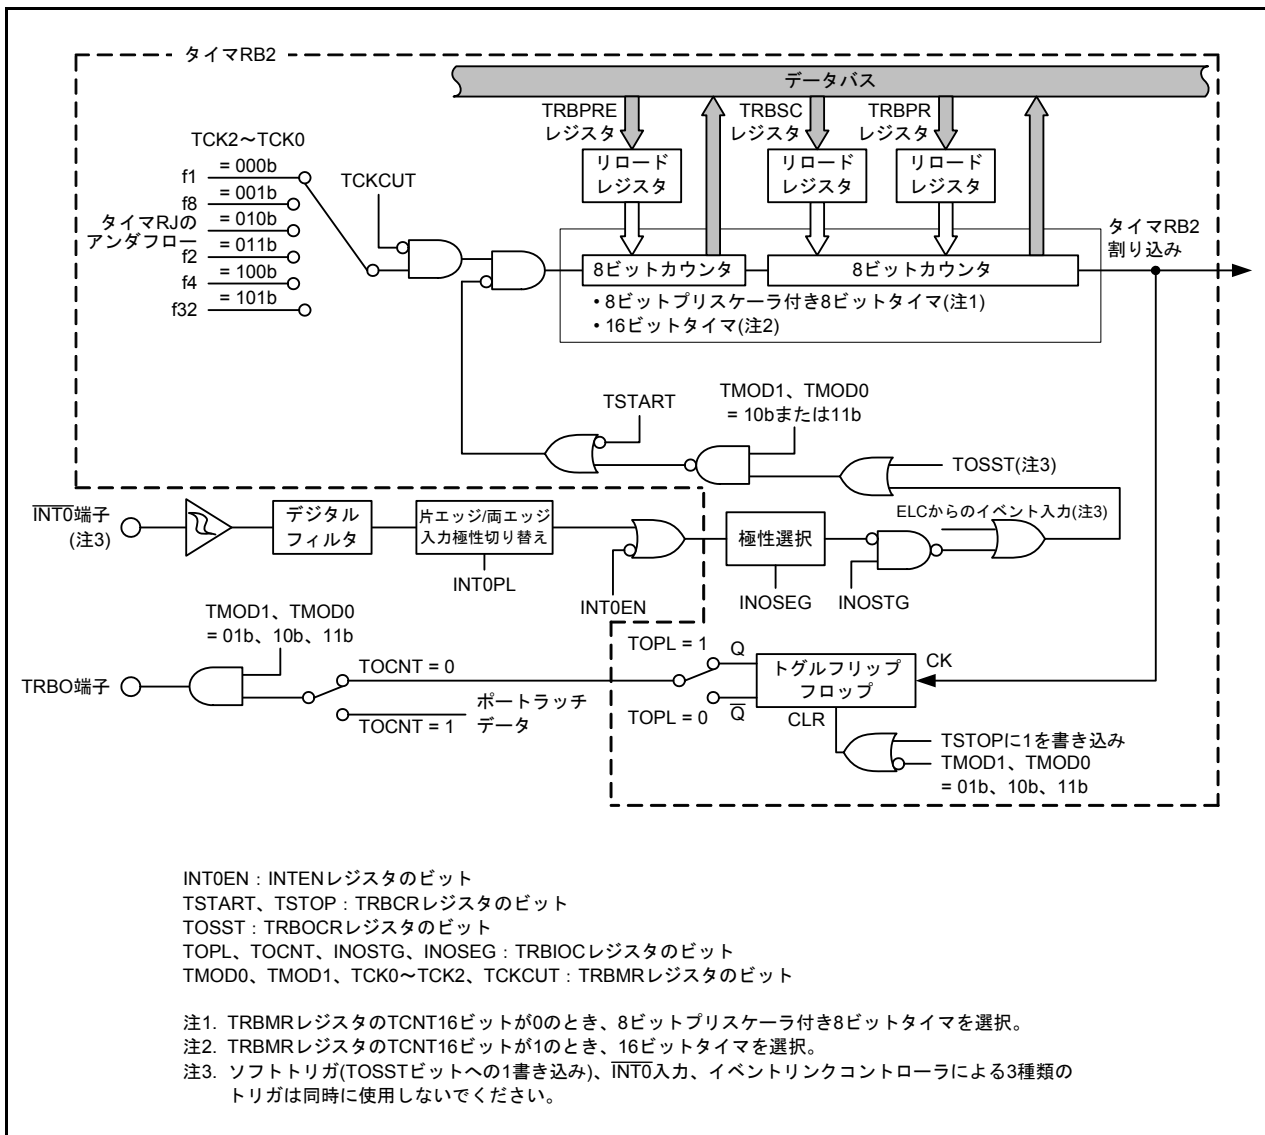 タイマRB2
データバス
TRBPRE
レジスタ
TRBSC
レジスタ
TRBPR
レジスタ
リロード
レジスタ
リロード
レジスタ
リロード
レジスタ
TCK2～TCK0
f1
= 000b
f8
= 001b
タイマRJの
アンダフロー
= 010b
f2
= 011b
f4
= 100b
f32
= 101b
TCKCUT
タイマRB2
割り込み
8ビットカウンタ
8ビットカウンタ
• 8ビットプリスケーラ付き8ビットタイマ(注1)
• 16ビットタイマ(注2)
TSTART
TMOD1、TMOD0
= 10bまたは11b
TOSST(注3)
ELCからのイベント入力(注3)
INT0端子
(注3)
デジタル
フィルタ
片エッジ/両エッジ
入力極性切り替え
INT0PL
INT0EN
極性選択
INOSEG
INOSTG
TMOD1、TMOD0
= 01b、10b、11b
TRBO端子
TOCNT = 0
TOCNT = 1
ポートラッチ
データ
TOPL = 1
TOPL = 0
Q
Q
トグルフリップ
フロップ
CK
CLR
TSTOPに1を書き込み
TMOD1、TMOD0
= 01b、10b、11b
INT0EN : INTENレジスタのビット
TSTART、TSTOP : TRBCRレジスタのビット
TOSST : TRBOCRレジスタのビット
TOPL、TOCNT、INOSTG、INOSEG : TRBIOCレジスタのビット
TMOD0、TMOD1、TCK0～TCK2、TCKCUT : TRBMRレジスタのビット
注1. TRBMRレジスタのTCNT16ビットが0のとき、8ビットプリスケーラ付き8ビットタイマを選択。
注2. TRBMRレジスタのTCNT16ビットが1のとき、16ビットタイマを選択。
注3. ソフトトリガ(TOSSTビットへの1書き込み)、INT0入力、イベントリンクコントローラによる3種類の
トリガは同時に使用しないでください。